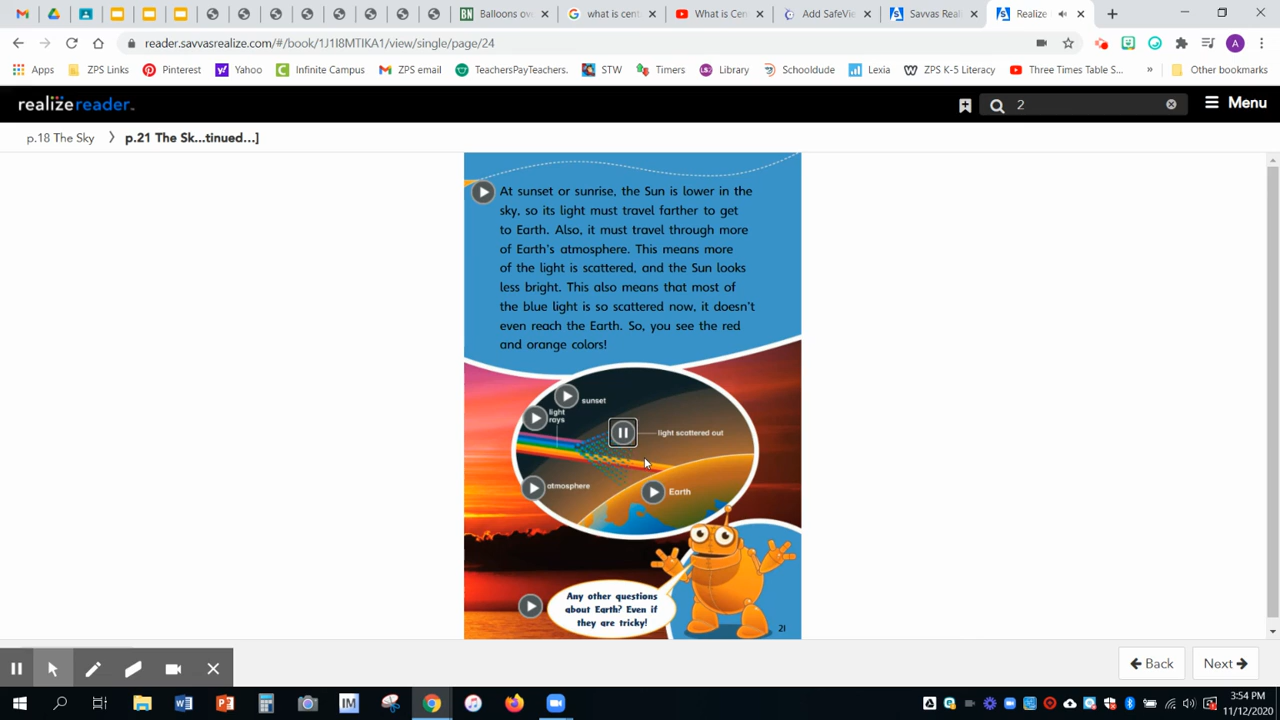 Balloons ov
what is cent
What is Cen
Add SafeVie
Savvas Real
Realize
reader.savvasrealize.com/#/book/1J1I8MTIKA1/view/single/page/24
A
Apps
ZPS Links
Pinterest
Yahoo
Infinite Campus
ZPS email
TeachersPayTeachers.
STW
Timers
Library
Schooldude
Lexia
ZPS K-5 Literacy
Three Times Table S...
»
Other bookmarks
realizereader™
2
Menu
p.18 The Sky
p.21 The Sk...tinued...]
At sunset or sunrise, the Sun is lower in the
sky, so its light must travel farther to get
to Earth. Also, it must travel through more
of Earth's atmosphere. This means more
of the light is scattered, and the Sun looks
less bright. This also means that most of
the blue light is so scattered now, it doesn't
even reach the Earth. So, you see the red
and orange colors!
sunset
light
rays
light scattered out
atmosphere
Earth
Any other questions
about Earth? Even if
they are tricky!
21
Back
Next
IM
3:54 PM
11/12/2020